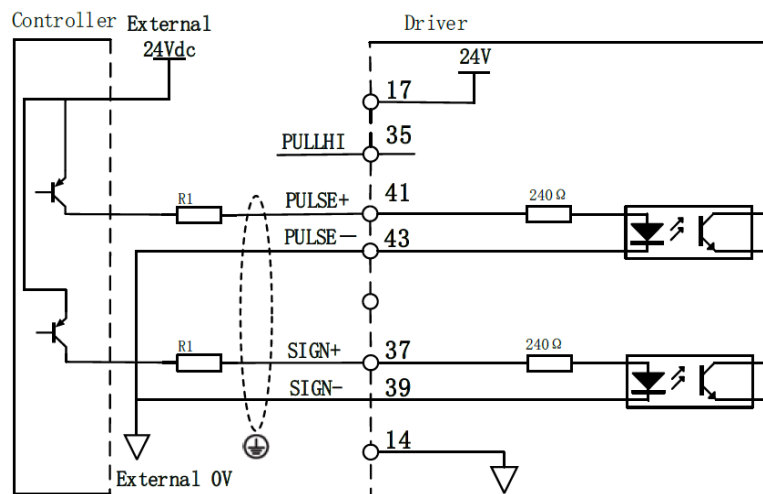 Controller
External
24Vdc
Driver
24V
17
PULLHI
35
R1
PULSE+
41
240Ω
PULSE—
43
R1
SIGN+
37
240Ω
SIGN-
39
14
External 0V